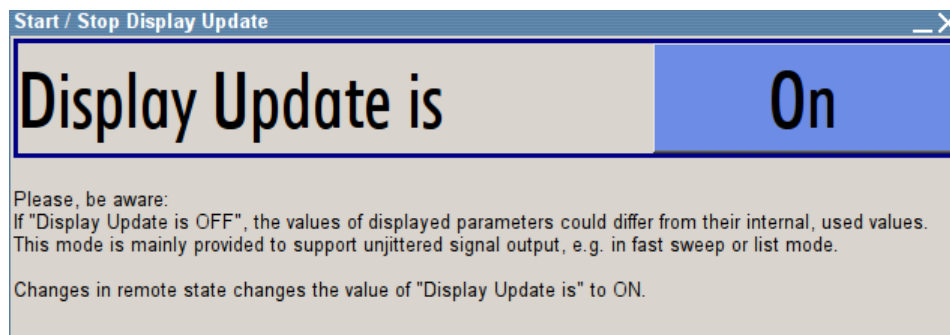 Start / Stop Display Update
Display Update is On
Please, be aware:
If "Display Update is OFF", the values of displayed parameters could differ from their internal, used values.
This mode is mainly provided to support unjittered signal output, e.g. in fast sweep or list mode.
Changes in remote state changes the value of "Display Update is" to ON.